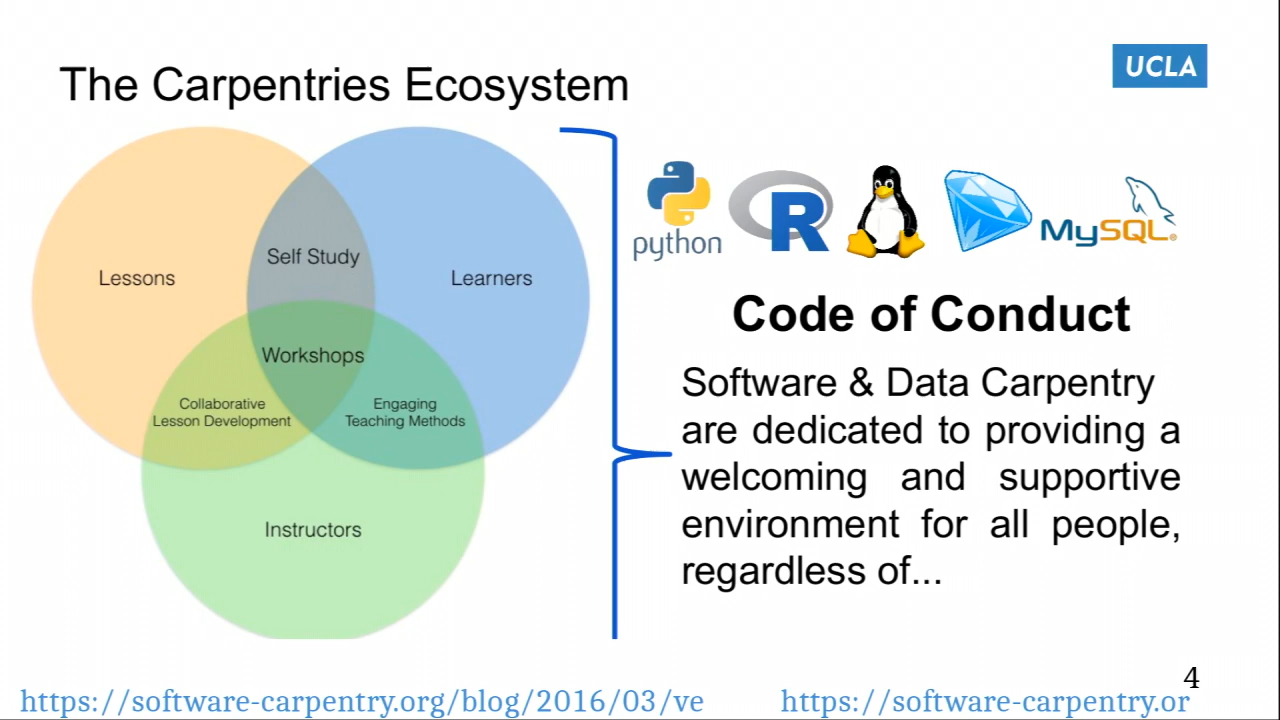 The Carpentries Ecosystem
UCLA
Lessons
Self Study
Learners
Workshops
Collaborative
Lesson Development
Engaging
Teaching Methods
Instructors
python
R
MySQL®
Code of Conduct
Software & Data Carpentry
are dedicated to providing a
welcoming and supportive
environment for all people,
regardless of...
4
https://software-carpentry.org/blog/2016/03/ve
https://software-carpentry.or